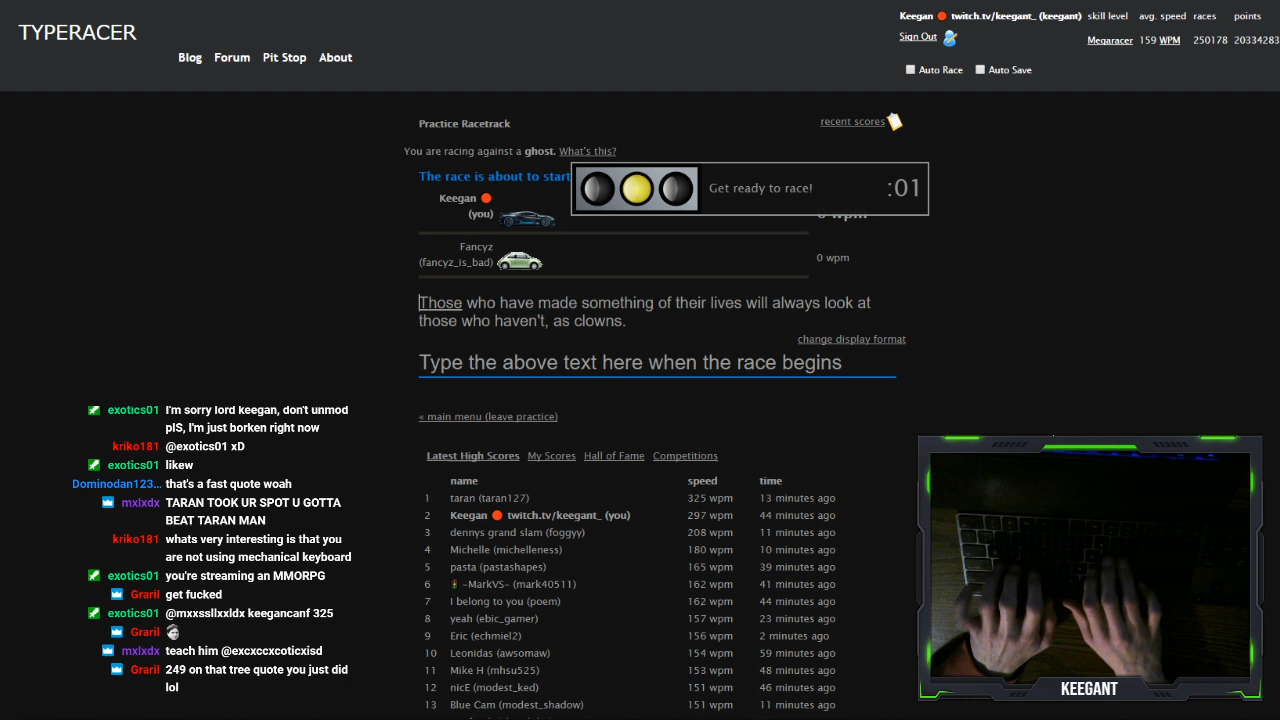 TYPERACER
Blog Forum Pit Stop About
Keegan twitch.tv/keegant_ (keegant) skill level avg. speed races points
Sign Out Megaracer 159 WPM 250178 20334283
Auto Race Auto Save
Practice Racetrack
recent scores
You are racing against a ghost. What's this?
The race is about to start
Get ready to race! :01
Keegan
(you)
Fancyz
(fancyz_is_bad) 0 wpm
Those who have made something of their lives will always look at
those who haven't, as clowns.
change display format
Type the above text here when the race begins
« main menu (leave practice)
Latest High Scores My Scores Hall of Fame Competitions
name speed time
1 taran (taran127) 325 wpm 13 minutes ago
2 Keegan twitch.tv/keegant_ (you) 297 wpm 44 minutes ago
3 dennys grand slam (foggyy) 208 wpm 11 minutes ago
4 Michelle (michelleness) 180 wpm 10 minutes ago
5 pasta (pastashapes) 165 wpm 39 minutes ago
6 -MarkVS- (mark40511) 162 wpm 41 minutes ago
7 I belong to you (poem) 162 wpm 44 minutes ago
8 yeah (ebic_gamer) 157 wpm 23 minutes ago
9 Eric (echmiel2) 156 wpm 2 minutes ago
10 Leonidas (awsomaw) 154 wpm 59 minutes ago
11 Mike H (mhsu525) 153 wpm 48 minutes ago
12 nicE (modest_ked) 151 wpm 46 minutes ago
13 Blue Cam (modest_shadow) 151 wpm 11 minutes ago
exotics01 I'm sorry lord keegan, don't unmod
plS, I'm just borken right now
kriko181 @exotics01 xD
exotics01 likew
Dominodan123... that's a fast quote woah
mxlxdx TARAN TOOK UR SPOT U GOTTA
BEAT TARAN MAN
kriko181 whats very interesting is that you
are not using mechanical keyboard
exotics01 you're streaming an MMORPG
Graril get fucked
exotics01 @mxssllxxldx keegancanf 325
Graril
mxlxdx teach him @excxccxcoticxisd
Graril 249 on that tree quote you just did
lol
KEEGANT